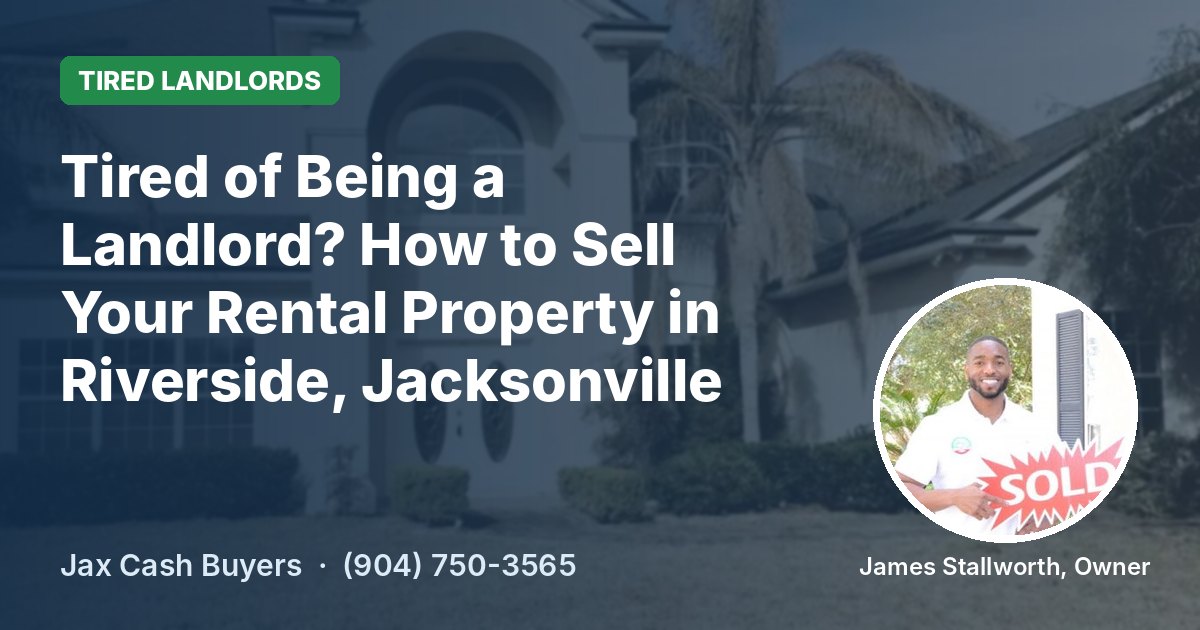 TIRED LANDLORDS
Tired of Being a
Landlord? How to Sell
Your Rental Property in
Riverside, Jacksonville
SOLD
Jax Cash Buyers · (904) 750-3565
James Stallworth, Owner